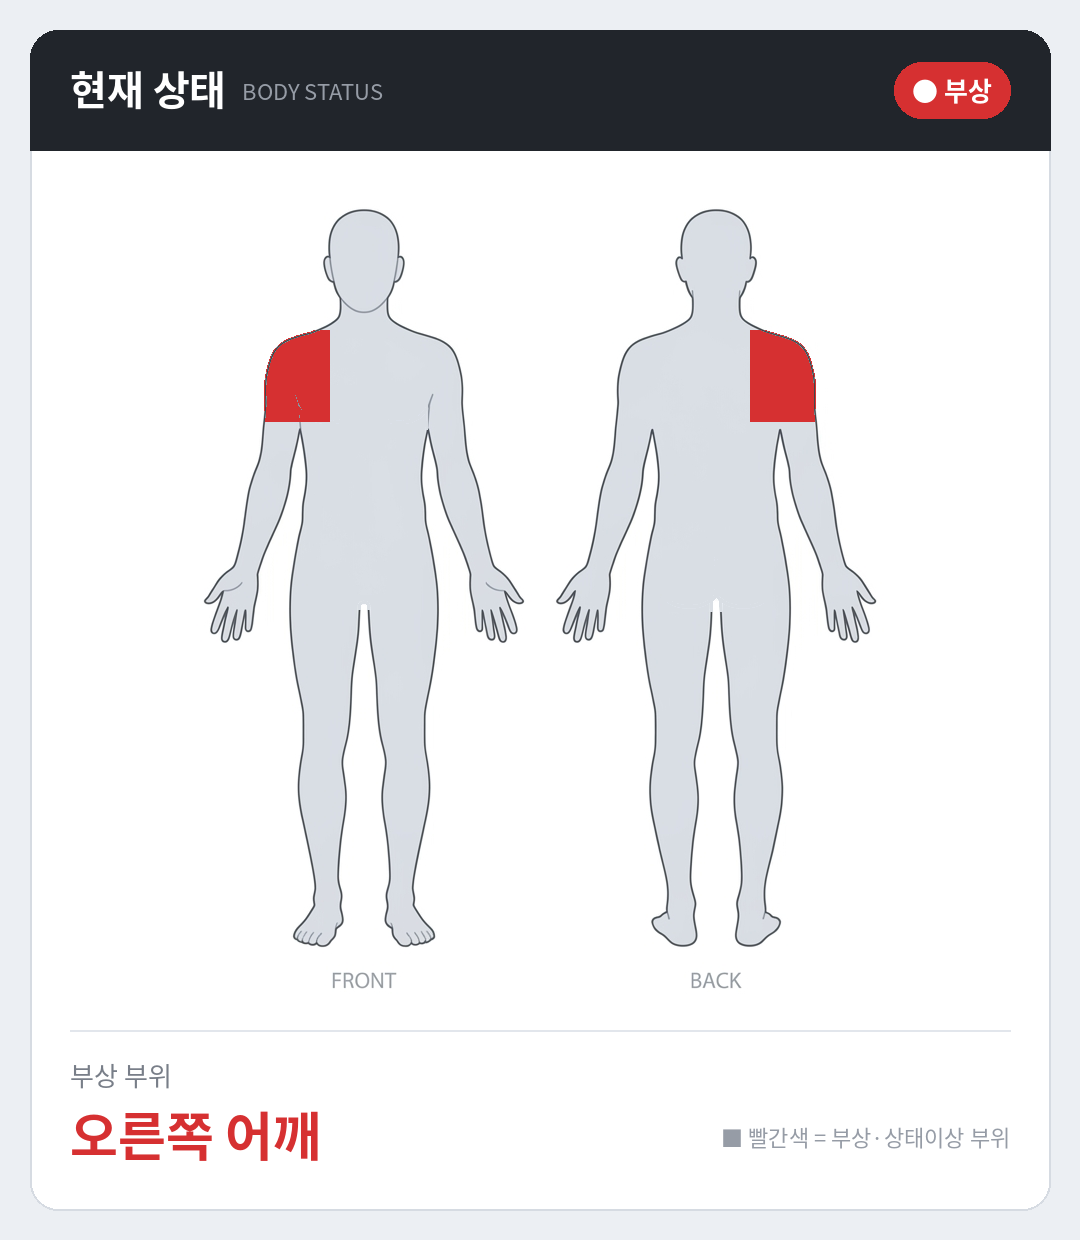 현재 상태 BODY STATUS
부상
FRONT
BACK
부상 부위
오른쪽 어깨
빨간색 = 부상·상태이상 부위